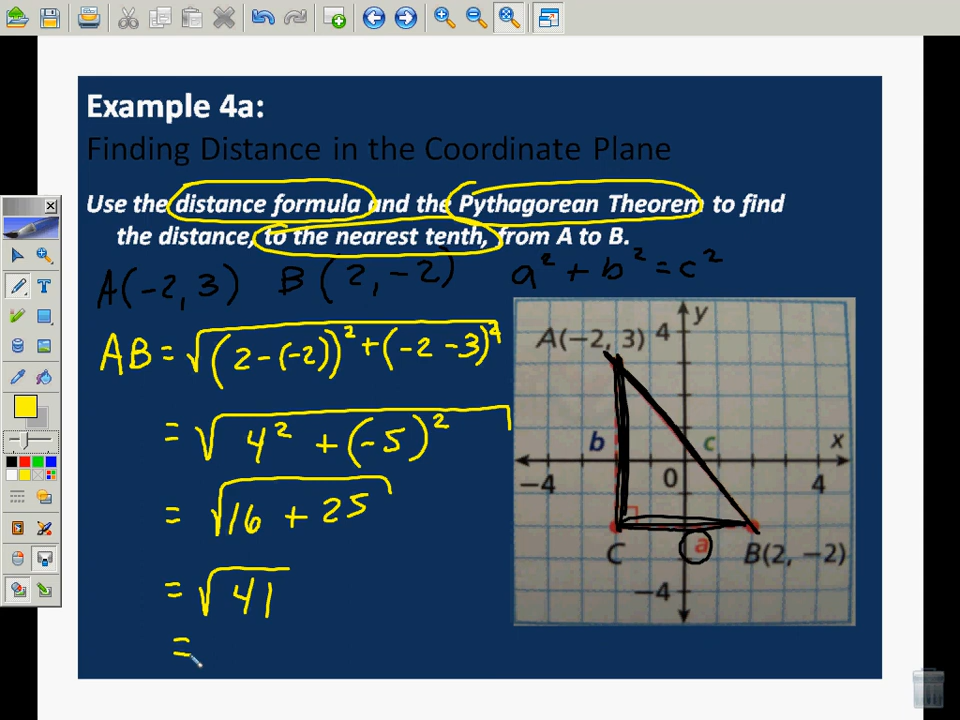 Example 4a:
Finding Distance in the Coordinate Plane
Use the distance formula and the Pythagorean Theorem to find
the distance, to the nearest tenth, from A to B.
A(-2, 3) B(2, -2) a² + b² = c²
AB = √(2-(-2))² + (-2-3)²
= √4² + (-5)²
= √16 + 25
= √41
=
y
A(−2, 3) 4
b c x
−4 0 4
C a B(2, −2)
−4
T